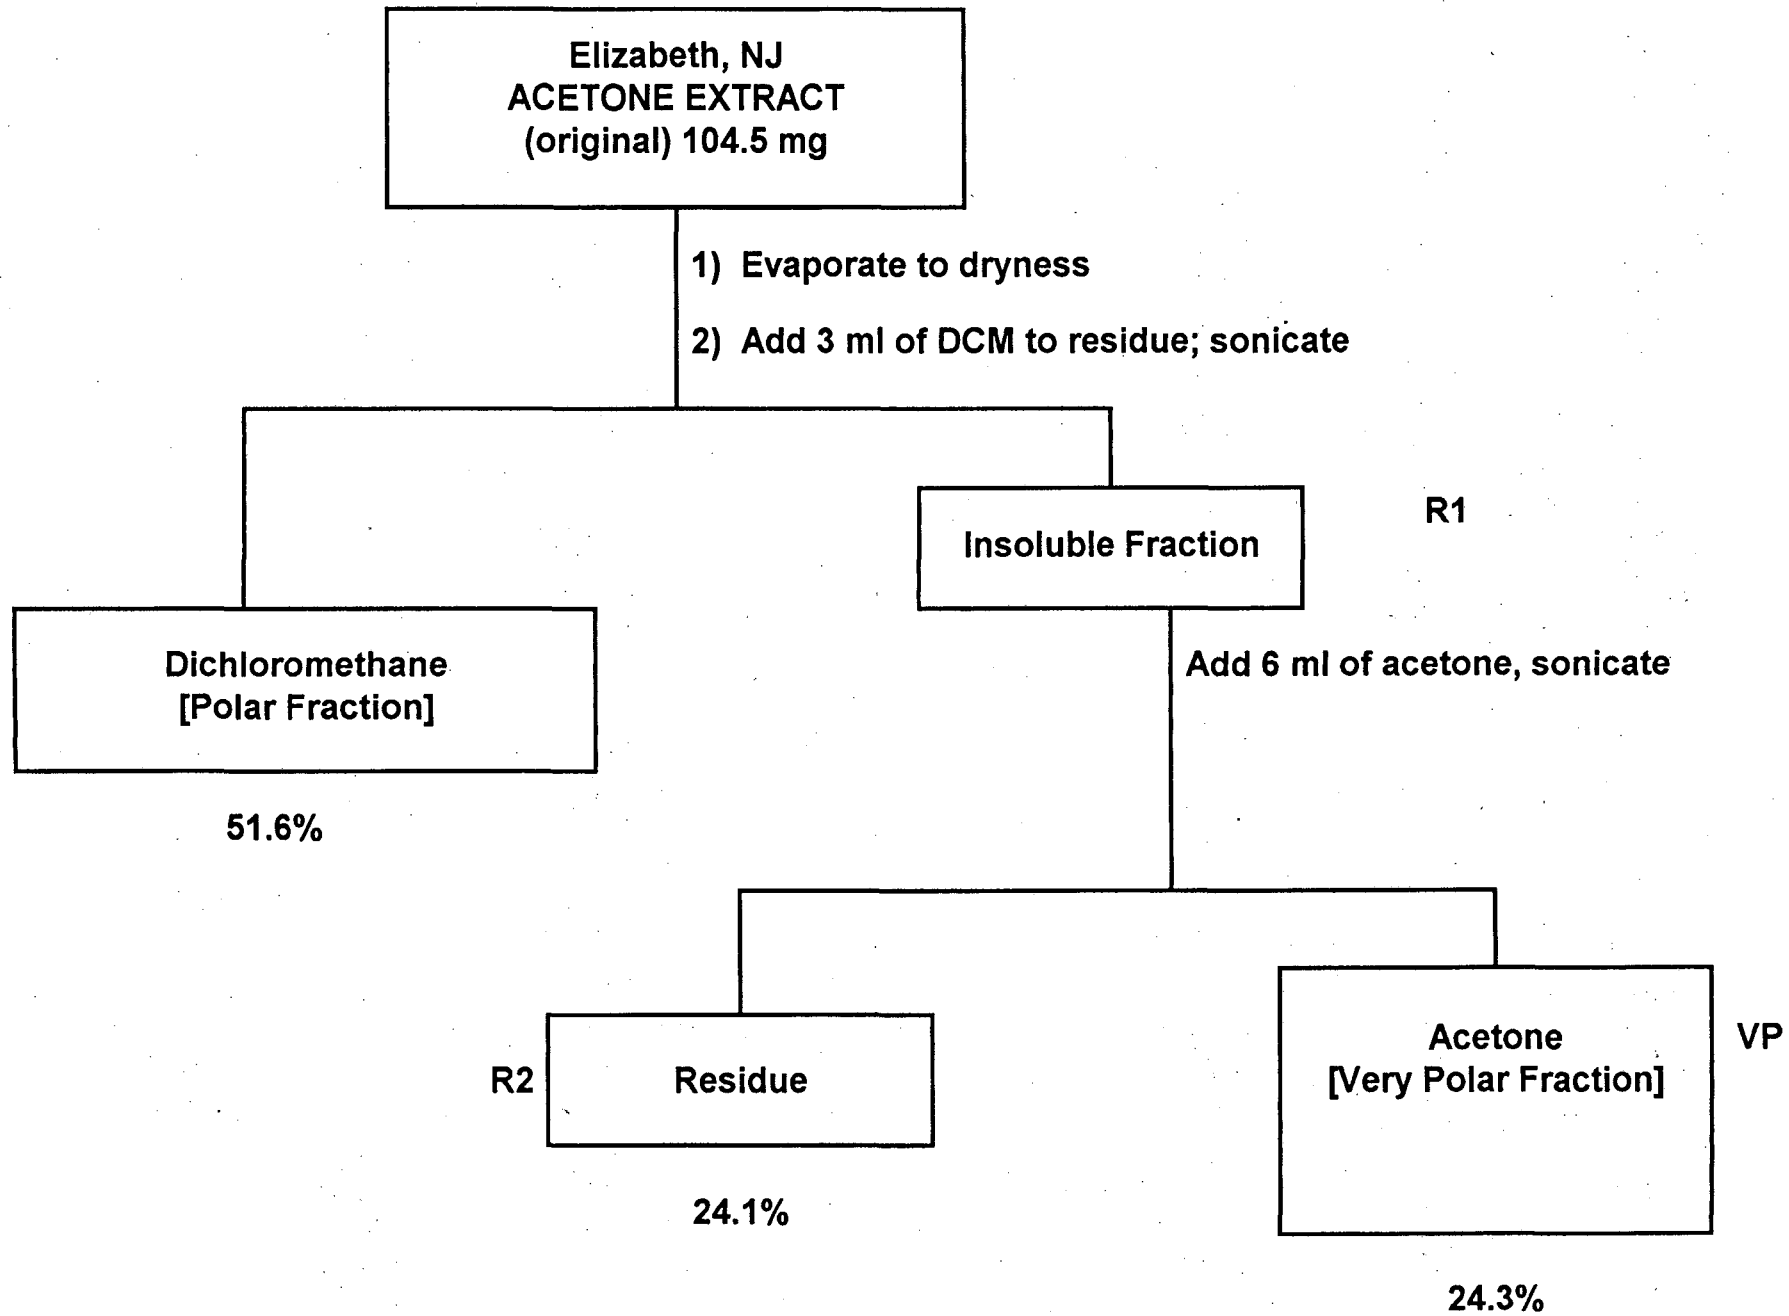 Elizabeth, NJ
ACETONE EXTRACT
(original) 104.5 mg
1) Evaporate to dryness
2) Add 3 ml of DCM to residue; sonicate
Insoluble Fraction
R1
Dichloromethane
[Polar Fraction]
51.6%
Add 6 ml of acetone, sonicate
R2
Residue
24.1%
Acetone
[Very Polar Fraction]
VP
24.3%